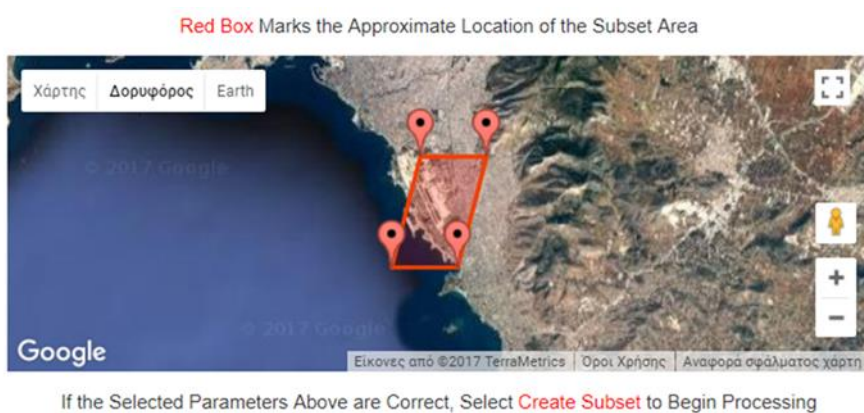 Red Box Marks the Approximate Location of the Subset Area
Χάρτης Δορυφόρος Earth
© 2017 Google
© 2017 Google
Google
Εικόνες από ©2017 TerraMetrics Όροι Χρήσης Αναφορά σφάλματος χάρτη
If the Selected Parameters Above are Correct, Select Create Subset to Begin Processing